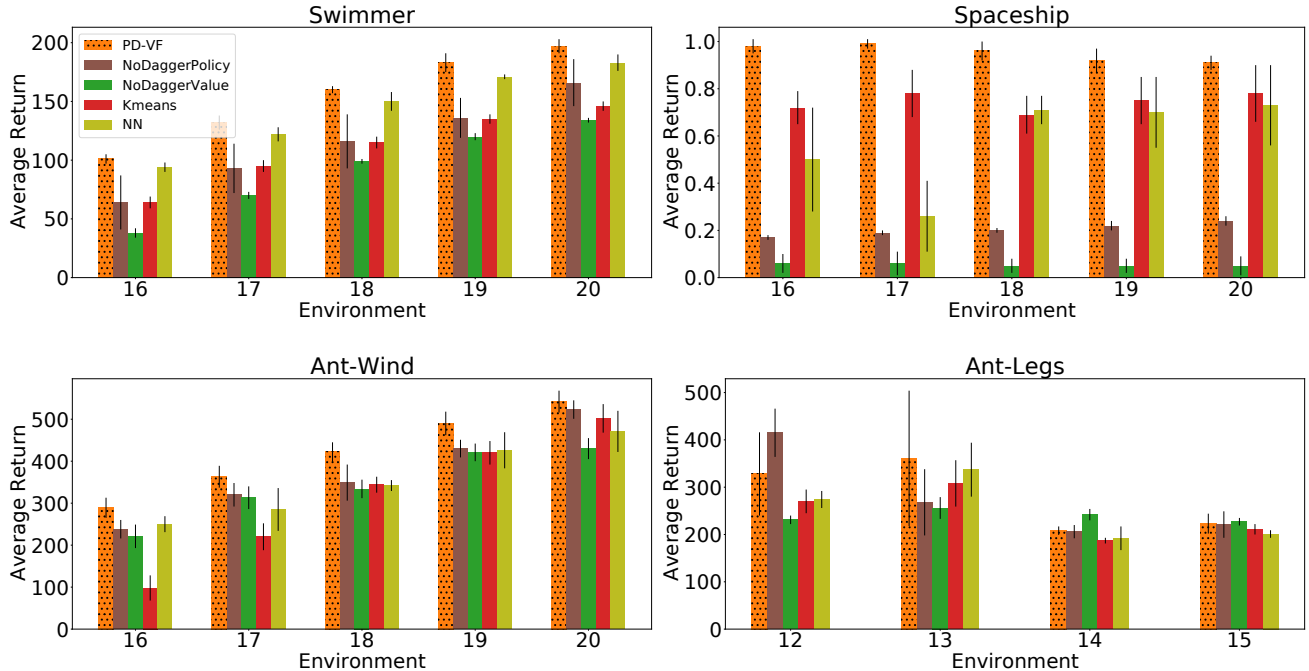 Swimmer
Average Return
200
150
100
50
0
PD-VF
NoDaggerPolicy
NoDaggerValue
Kmeans
NN
16 17 18 19 20
Environment
Spaceship
Average Return
1.0
0.8
0.6
0.4
0.2
0.0
16 17 18 19 20
Environment
Ant-Wind
Average Return
500
400
300
200
100
0
16 17 18 19 20
Environment
Ant-Legs
Average Return
500
400
300
200
100
0
12 13 14 15
Environment